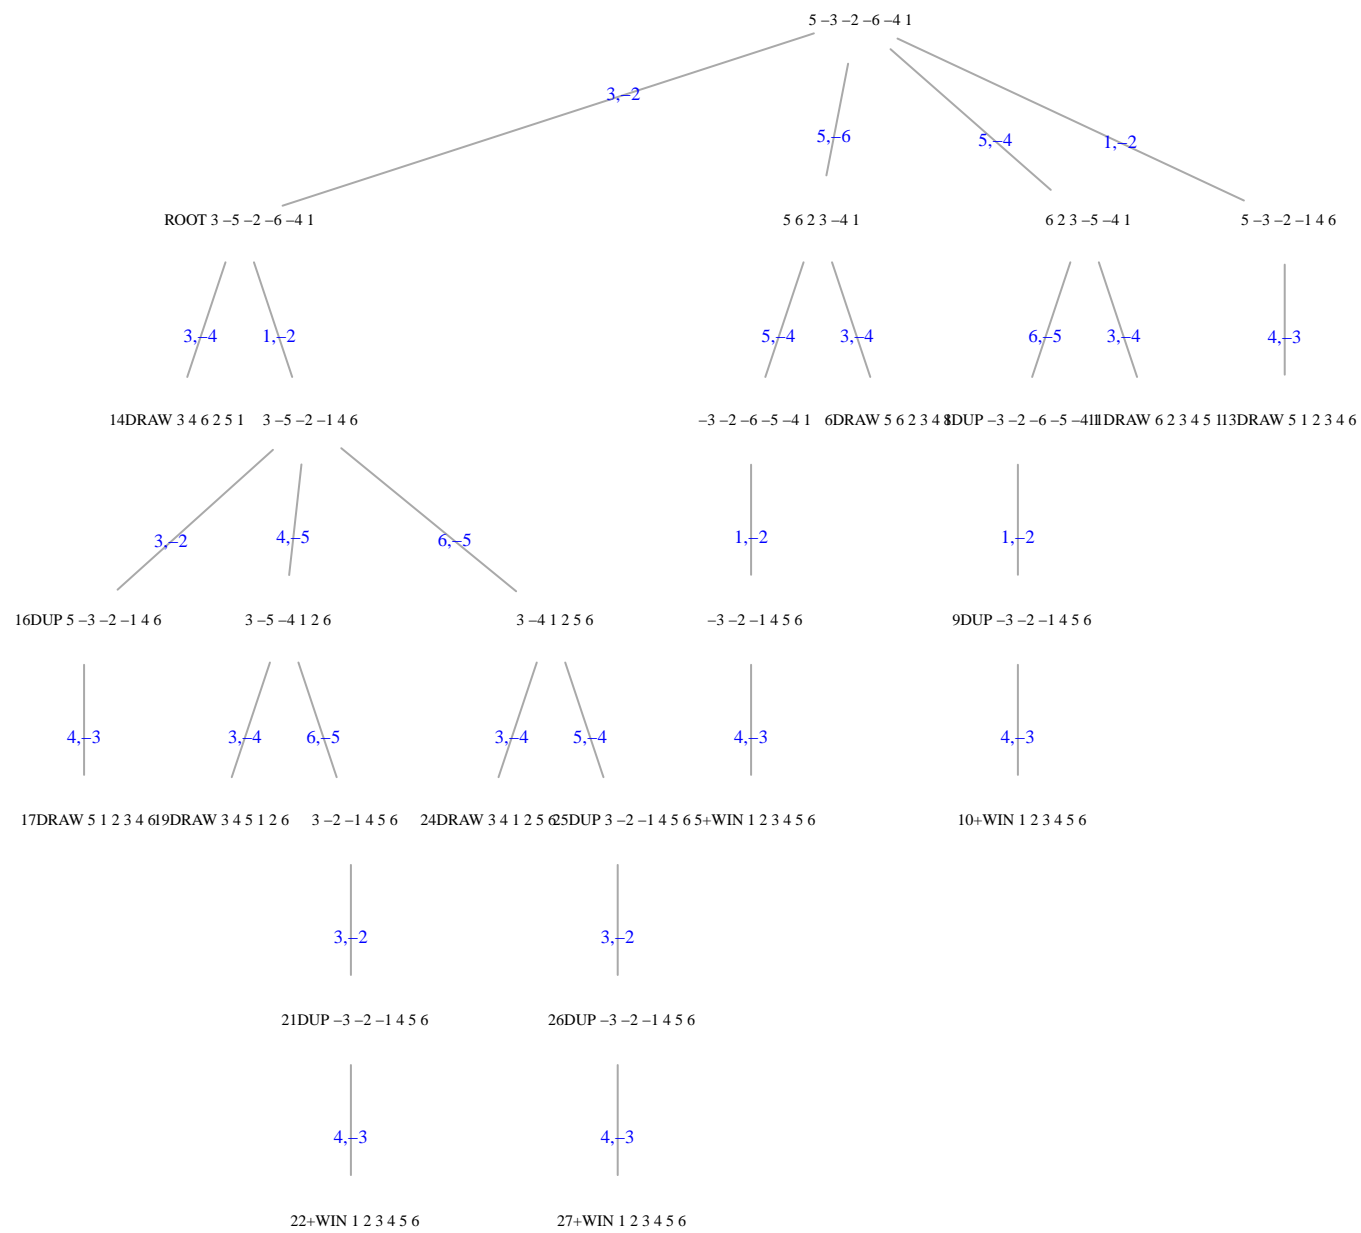 5 –3 –2 –6 –4 1
3,–2
5,–6
5,–4
1,–2
ROOT 3 –5 –2 –6 –4 1
5 6 2 3 –4 1
6 2 3 –5 –4 1
5 –3 –2 –1 4 6
3,–4
1,–2
5,–4
3,–4
6,–5
3,–4
4,–3
14DRAW 3 4 6 2 5 1
3 –5 –2 –1 4 6
–3 –2 –6 –5 –4 1
6DRAW 5 6 2 3 4 1
8DUP –3 –2 –6 –5 –4 1
11DRAW 6 2 3 4 5 1
13DRAW 5 1 2 3 4 6
3,–2
4,–5
6,–5
1,–2
1,–2
16DUP 5 –3 –2 –1 4 6
3 –5 –4 1 2 6
3 –4 1 2 5 6
–3 –2 –1 4 5 6
9DUP –3 –2 –1 4 5 6
4,–3
3,–4
6,–5
3,–4
5,–4
4,–3
4,–3
17DRAW 5 1 2 3 4 6
19DRAW 3 4 5 1 2 6
3 –2 –1 4 5 6
24DRAW 3 4 1 2 5 6
25DUP 3 –2 –1 4 5 6
5+WIN 1 2 3 4 5 6
10+WIN 1 2 3 4 5 6
3,–2
3,–2
21DUP –3 –2 –1 4 5 6
26DUP –3 –2 –1 4 5 6
4,–3
4,–3
22+WIN 1 2 3 4 5 6
27+WIN 1 2 3 4 5 6